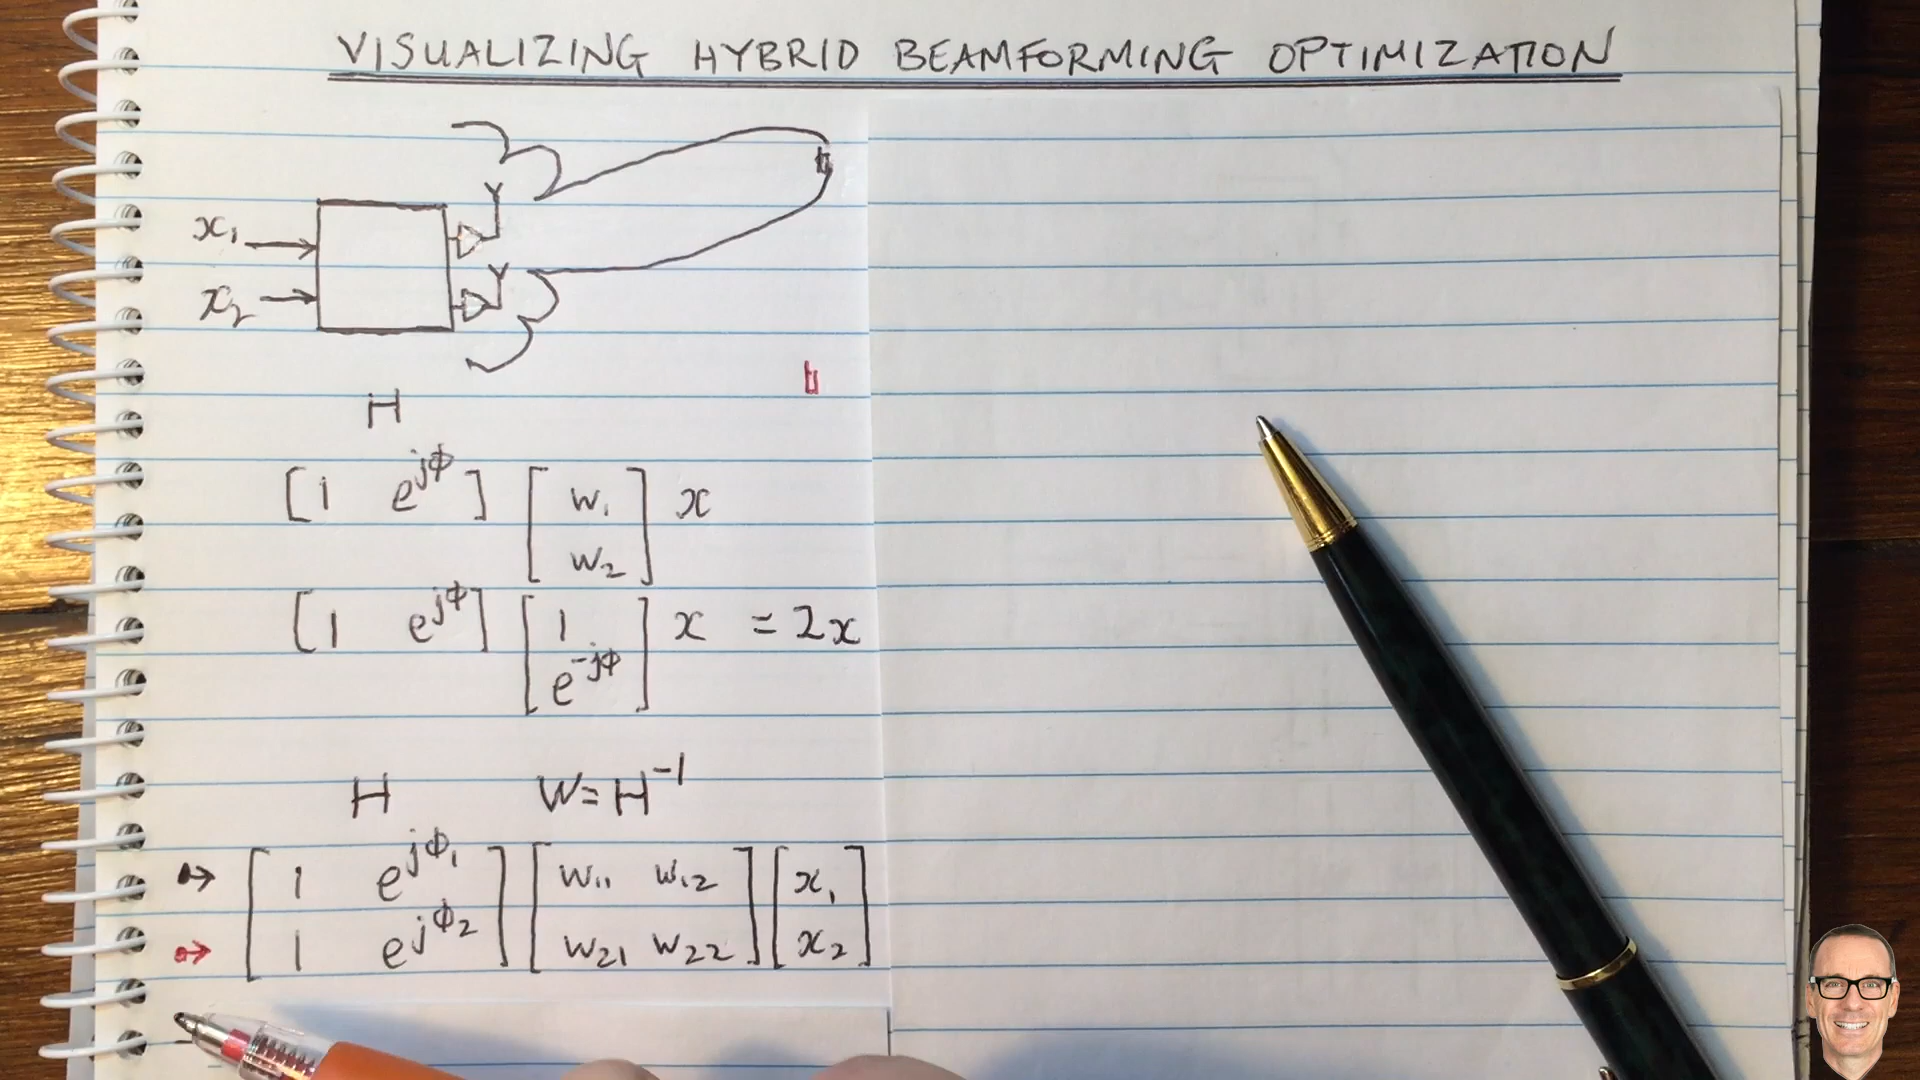 VISUALIZING HYBRID BEAMFORMING OPTIMIZATION
x₁
x₂
H
[1 e^{jΦ}] [w₁ w₂] x
[1 e^{jΦ}] [1 e^{-jΦ}] x = 2x
H W = H⁻¹
[1 e^{jΦ₁}] [w₁₁ w₁₂] [x₁]
[1 e^{jΦ₂}] [w₂₁ w₂₂] [x₂]